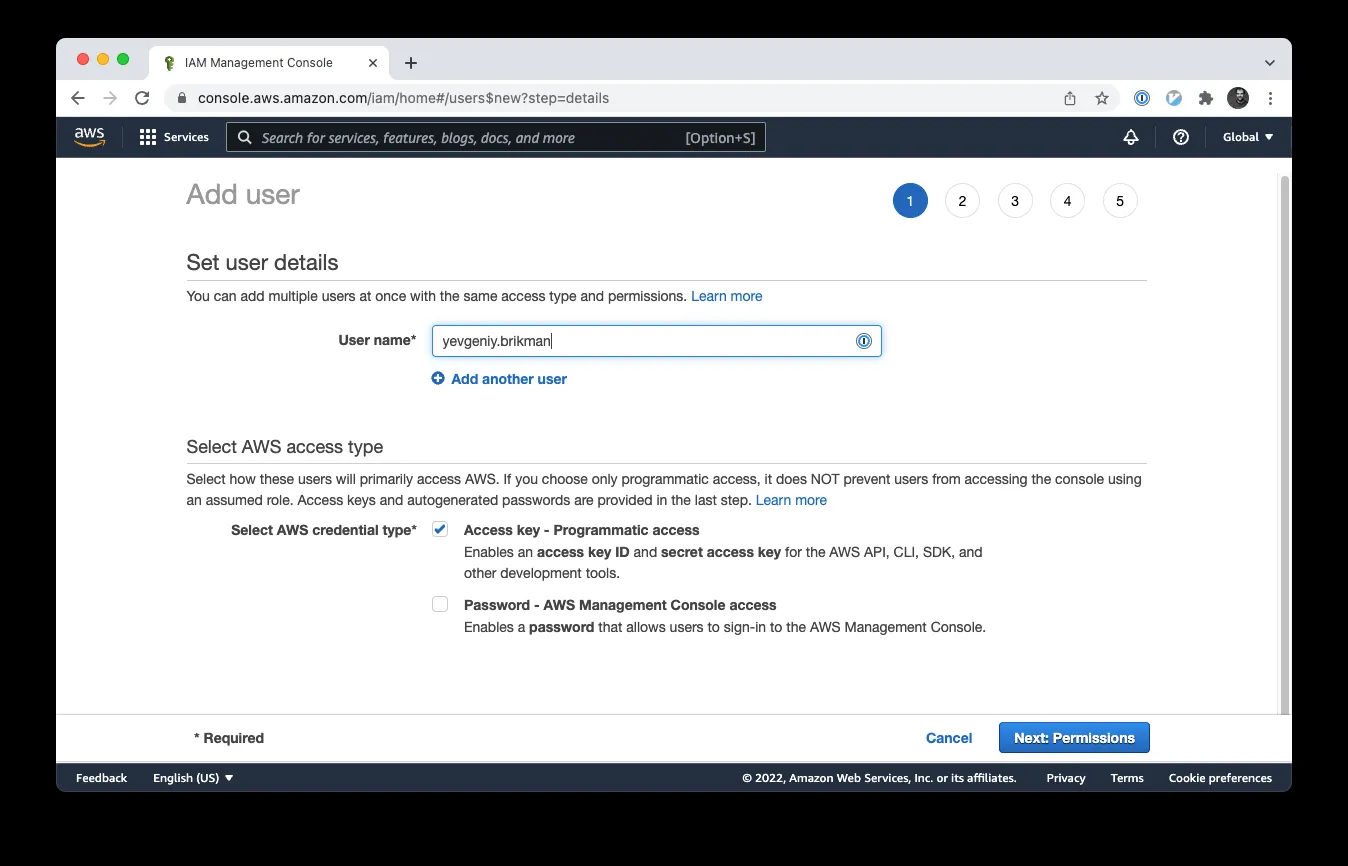 IAM Management Console
console.aws.amazon.com/iam/home#/users$new?step=details
aws Services Search for services, features, blogs, docs, and more [Option+S] Global
Add user
1 2 3 4 5
Set user details
You can add multiple users at once with the same access type and permissions. Learn more
User name* yevgeniy.brikman
Add another user
Select AWS access type
Select how these users will primarily access AWS. If you choose only programmatic access, it does NOT prevent users from accessing the console using
an assumed role. Access keys and autogenerated passwords are provided in the last step. Learn more
Select AWS credential type* Access key - Programmatic access
Enables an access key ID and secret access key for the AWS API, CLI, SDK, and
other development tools.
Password - AWS Management Console access
Enables a password that allows users to sign-in to the AWS Management Console.
* Required Cancel Next: Permissions
Feedback English (US) © 2022, Amazon Web Services, Inc. or its affiliates. Privacy Terms Cookie preferences